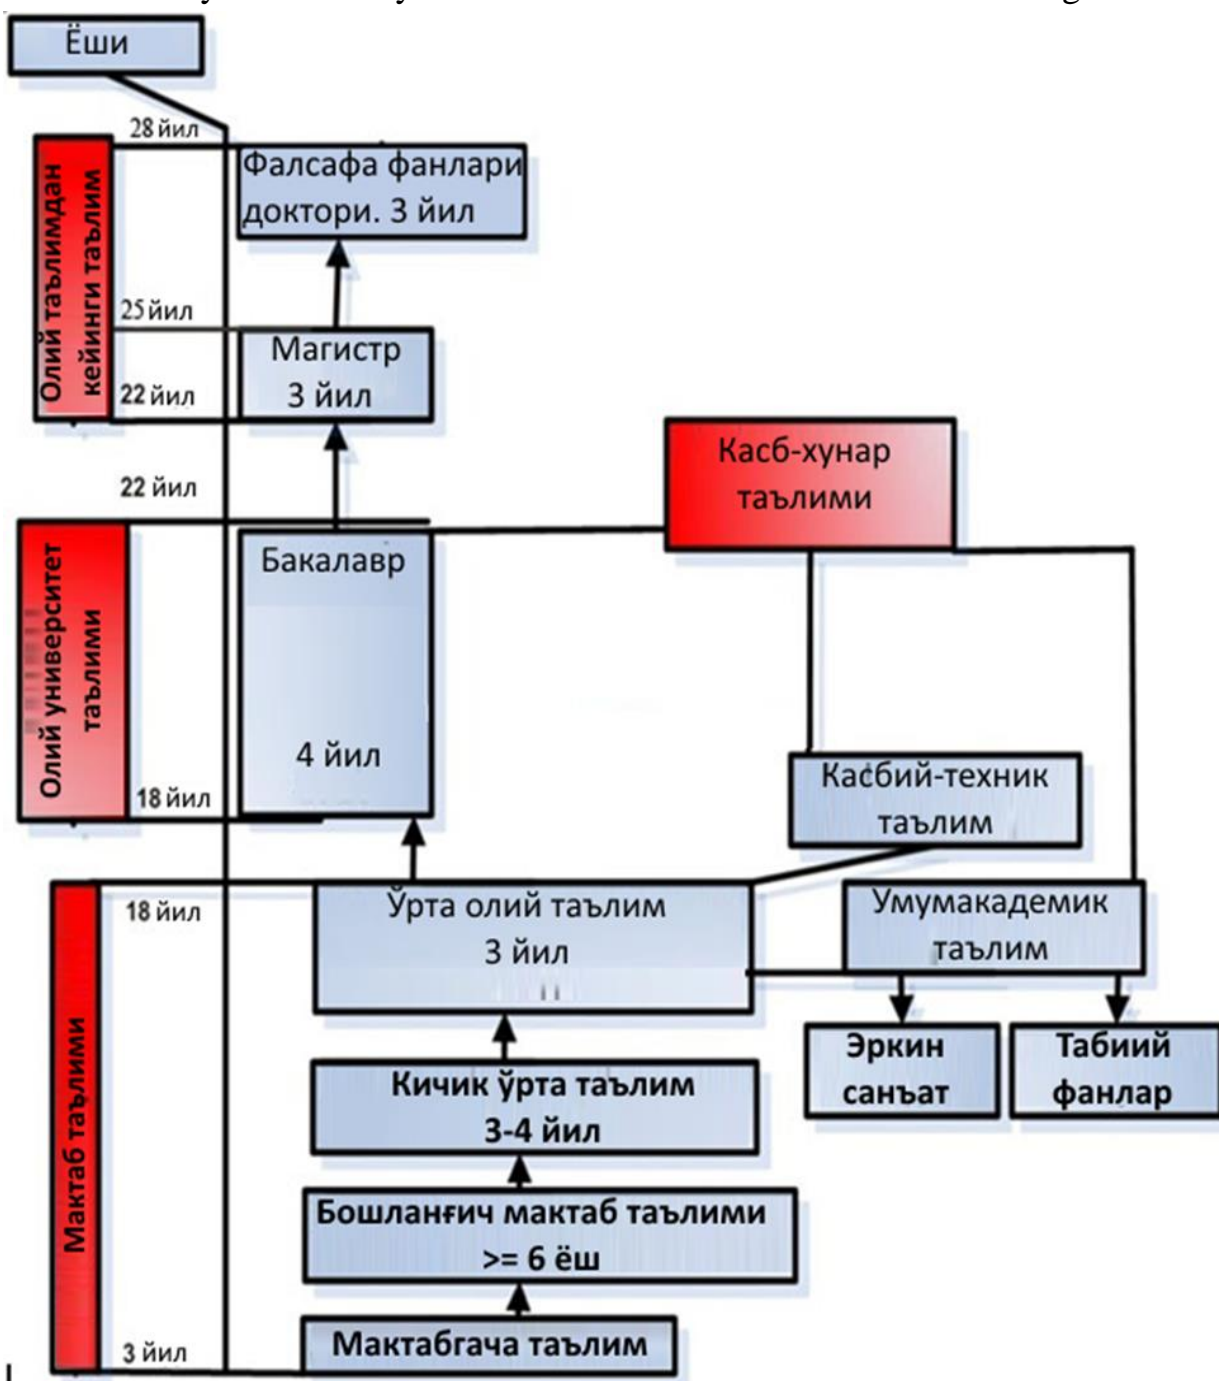 Ёши
28 йил
Фалсафа фанлари
доктори. 3 йил
Олий таълимдан
кейинги таълим
25 йил
Магистр
3 йил
22 йил
Касб-хунар
таълими
22 йил
Бакалавр
4 йил
Олий университет
таълими
18 йил
Касбий-техник
таълим
18 йил
Ўрта олий таълим
3 йил
Умумакадемик
таълим
Эркин
санъат
Табиий
фанлар
Мактаб таълими
Кичик ўрта таълим
3-4 йил
Бошланғич мактаб таълими
>= 6 ёш
3 йил
Мактабгача таълим